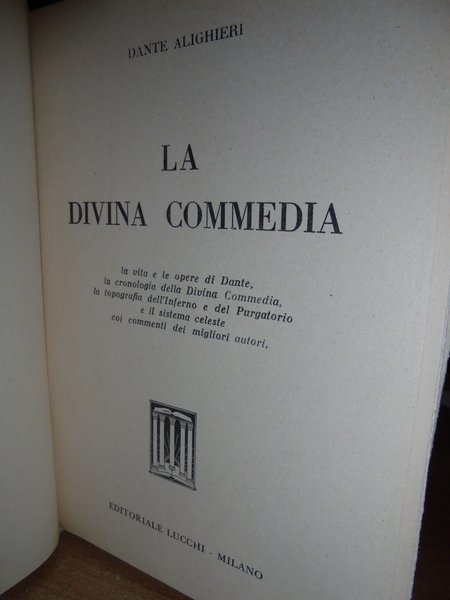 DANTE ALIGHIERI
LA
DIVINA COMMEDIA
la vita e le opere di Dante,
la cronologia della Divina Commedia,
la topografia dell'Inferno e del Purgatorio
e il sistema celeste
coi commenti dei migliori autori,
EDITORIALE LUCCHI - MILANO